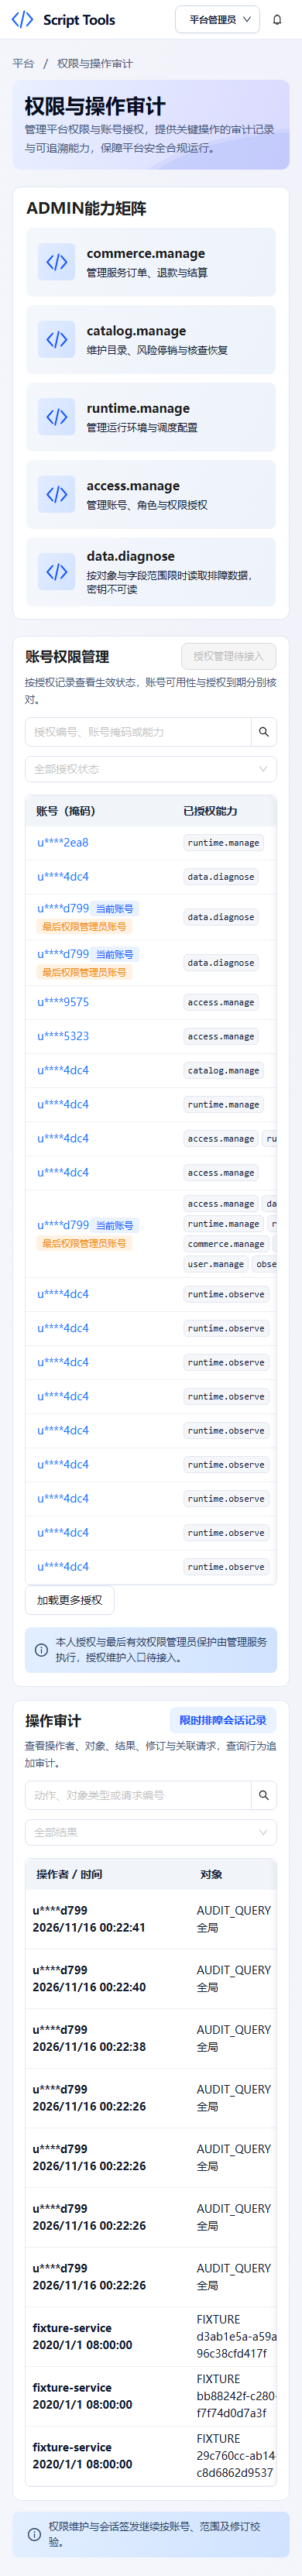 Script Tools
平台管理员
平台 / 权限与操作审计
权限与操作审计
管理平台权限与账号授权，提供关键操作的审计记录
与可追溯能力，保障平台安全合规运行。
ADMIN能力矩阵
commerce.manage
管理服务订单、退款与结算
catalog.manage
维护目录、风险停销与核查恢复
runtime.manage
管理运行环境与调度配置
access.manage
管理账号、角色与权限授权
data.diagnose
按对象与字段范围限时读取排障数据，
密钥不可读
账号权限管理
授权管理待接入
按授权记录查看生效状态，账号可用性与授权到期分别核
对。
授权编号、账号掩码或能力
全部授权状态
账号（掩码） 已授权能力
u****2ea8 runtime.manage
u****4dc4 data.diagnose
u****d799 当前账号
最后权限管理员账号
data.diagnose
u****d799 当前账号
最后权限管理员账号
data.diagnose
u****9575 access.manage
u****5323 access.manage
u****4dc4 catalog.manage
u****4dc4 runtime.manage
u****4dc4 access.manage ru
u****4dc4 access.manage
u****d799 当前账号
最后权限管理员账号
access.manage da
runtime.manage r
commerce.manage
user.manage obse
u****4dc4 runtime.observe
u****4dc4 runtime.observe
u****4dc4 runtime.observe
u****4dc4 runtime.observe
u****4dc4 runtime.observe
u****4dc4 runtime.observe
u****4dc4 runtime.observe
u****4dc4 runtime.observe
u****4dc4 runtime.observe
加载更多授权
本人授权与最后有效权限管理员保护由管理服务
执行，授权维护入口待接入。
操作审计
限时排障会话记录
查看操作者、对象、结果、修订与关联请求，查询行为追
加审计。
动作、对象类型或请求编号
全部结果
操作者 / 时间 对象
u****d799
2026/11/16 00:22:41
AUDIT_QUERY
全局
u****d799
2026/11/16 00:22:40
AUDIT_QUERY
全局
u****d799
2026/11/16 00:22:38
AUDIT_QUERY
全局
u****d799
2026/11/16 00:22:26
AUDIT_QUERY
全局
u****d799
2026/11/16 00:22:26
AUDIT_QUERY
全局
u****d799
2026/11/16 00:22:26
AUDIT_QUERY
全局
u****d799
2026/11/16 00:22:26
AUDIT_QUERY
全局
fixture-service
2020/1/1 08:00:00
FIXTURE
d3ab1e5a-a59a
96c38cfd417f
fixture-service
2020/1/1 08:00:00
FIXTURE
bb88242f-c280-
f7f74d0d7a3f
fixture-service
2020/1/1 08:00:00
FIXTURE
29c760cc-ab14-
c8d6862d9537
权限维护与会话签发继续按账号、范围及修订校
验。